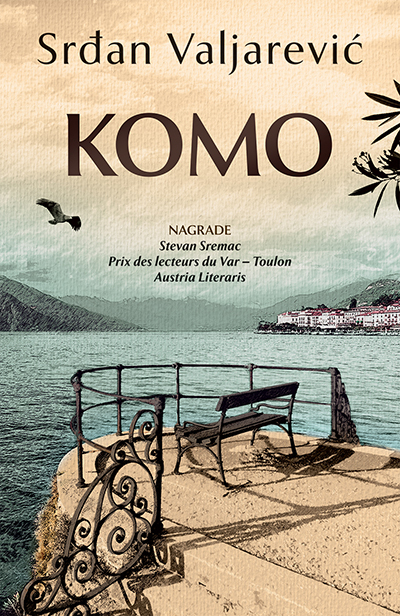 Srđan Valjarević
KOMO
NAGRADE
Stevan Sremac
Prix des lecteurs du Var – Toulon
Austria Literaris